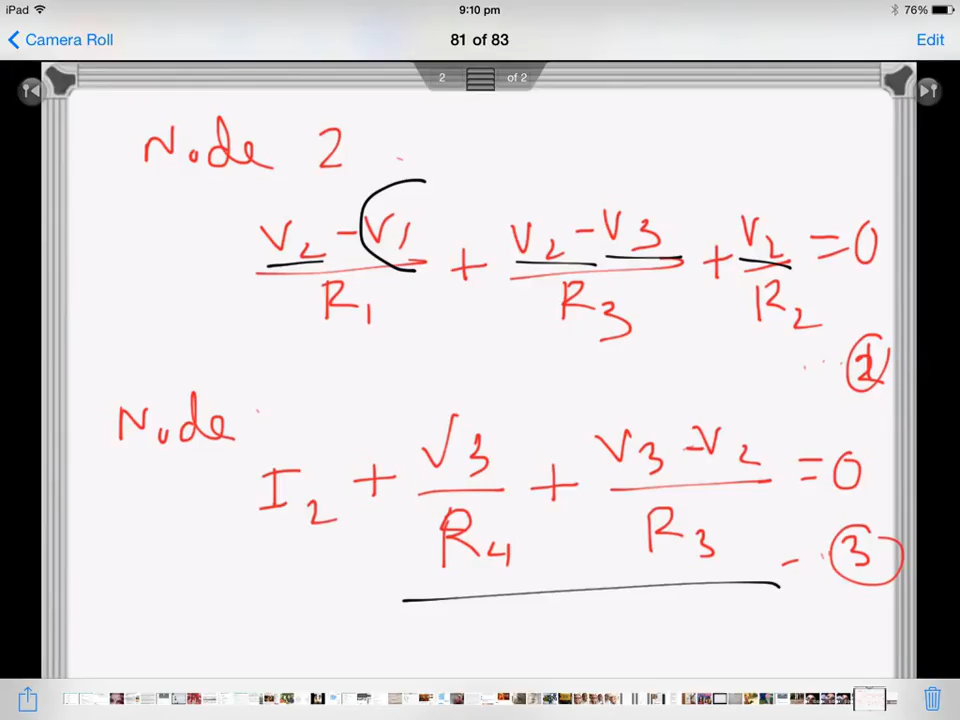 iPad 9:10 pm 76%
Camera Roll 81 of 83 Edit
2 of 2
Node 2
V2 - V1 / R1 + V2 - V3 / R3 + V2 / R2 = 0
2
Node
I2 + V3 / R4 + V3 - V2 / R3 = 0
3